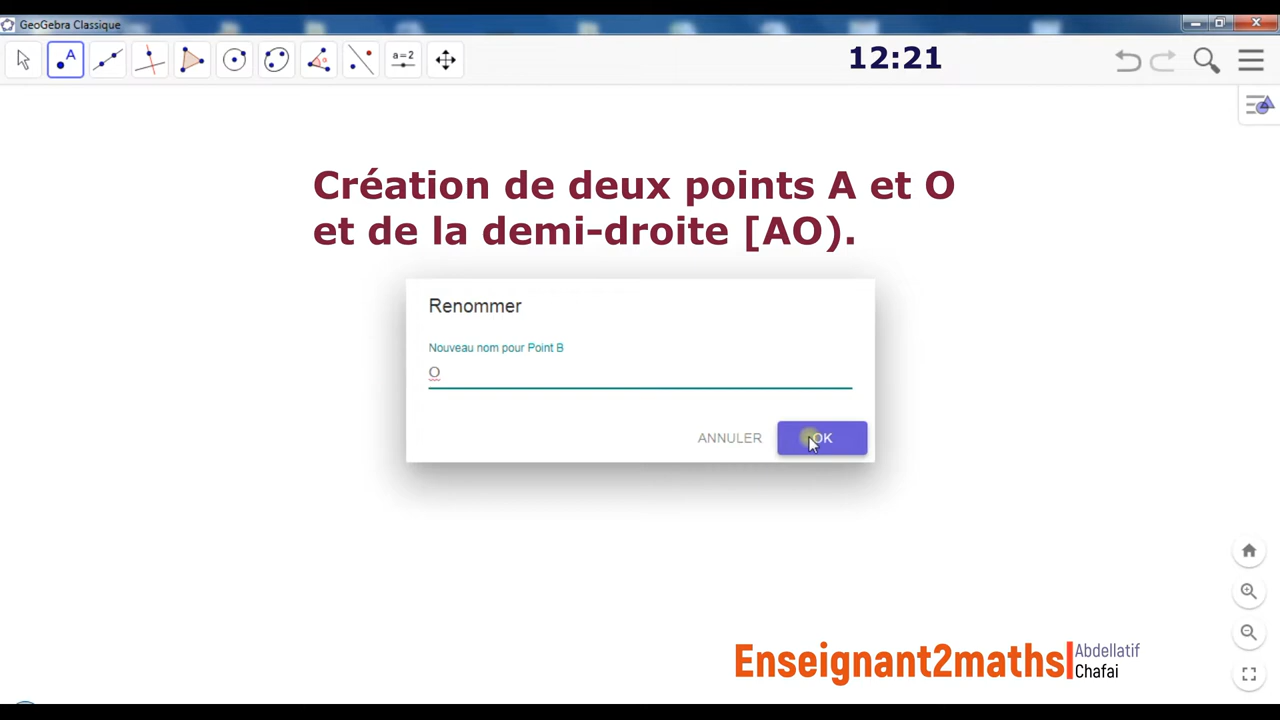 GeoGebra Classique
A
a=2
12:21
Création de deux points A et O
et de la demi-droite [AO).
Renommer
Nouveau nom pour Point B
O
ANNULER
OK
Enseignant2maths
Abdellatif
Chafai